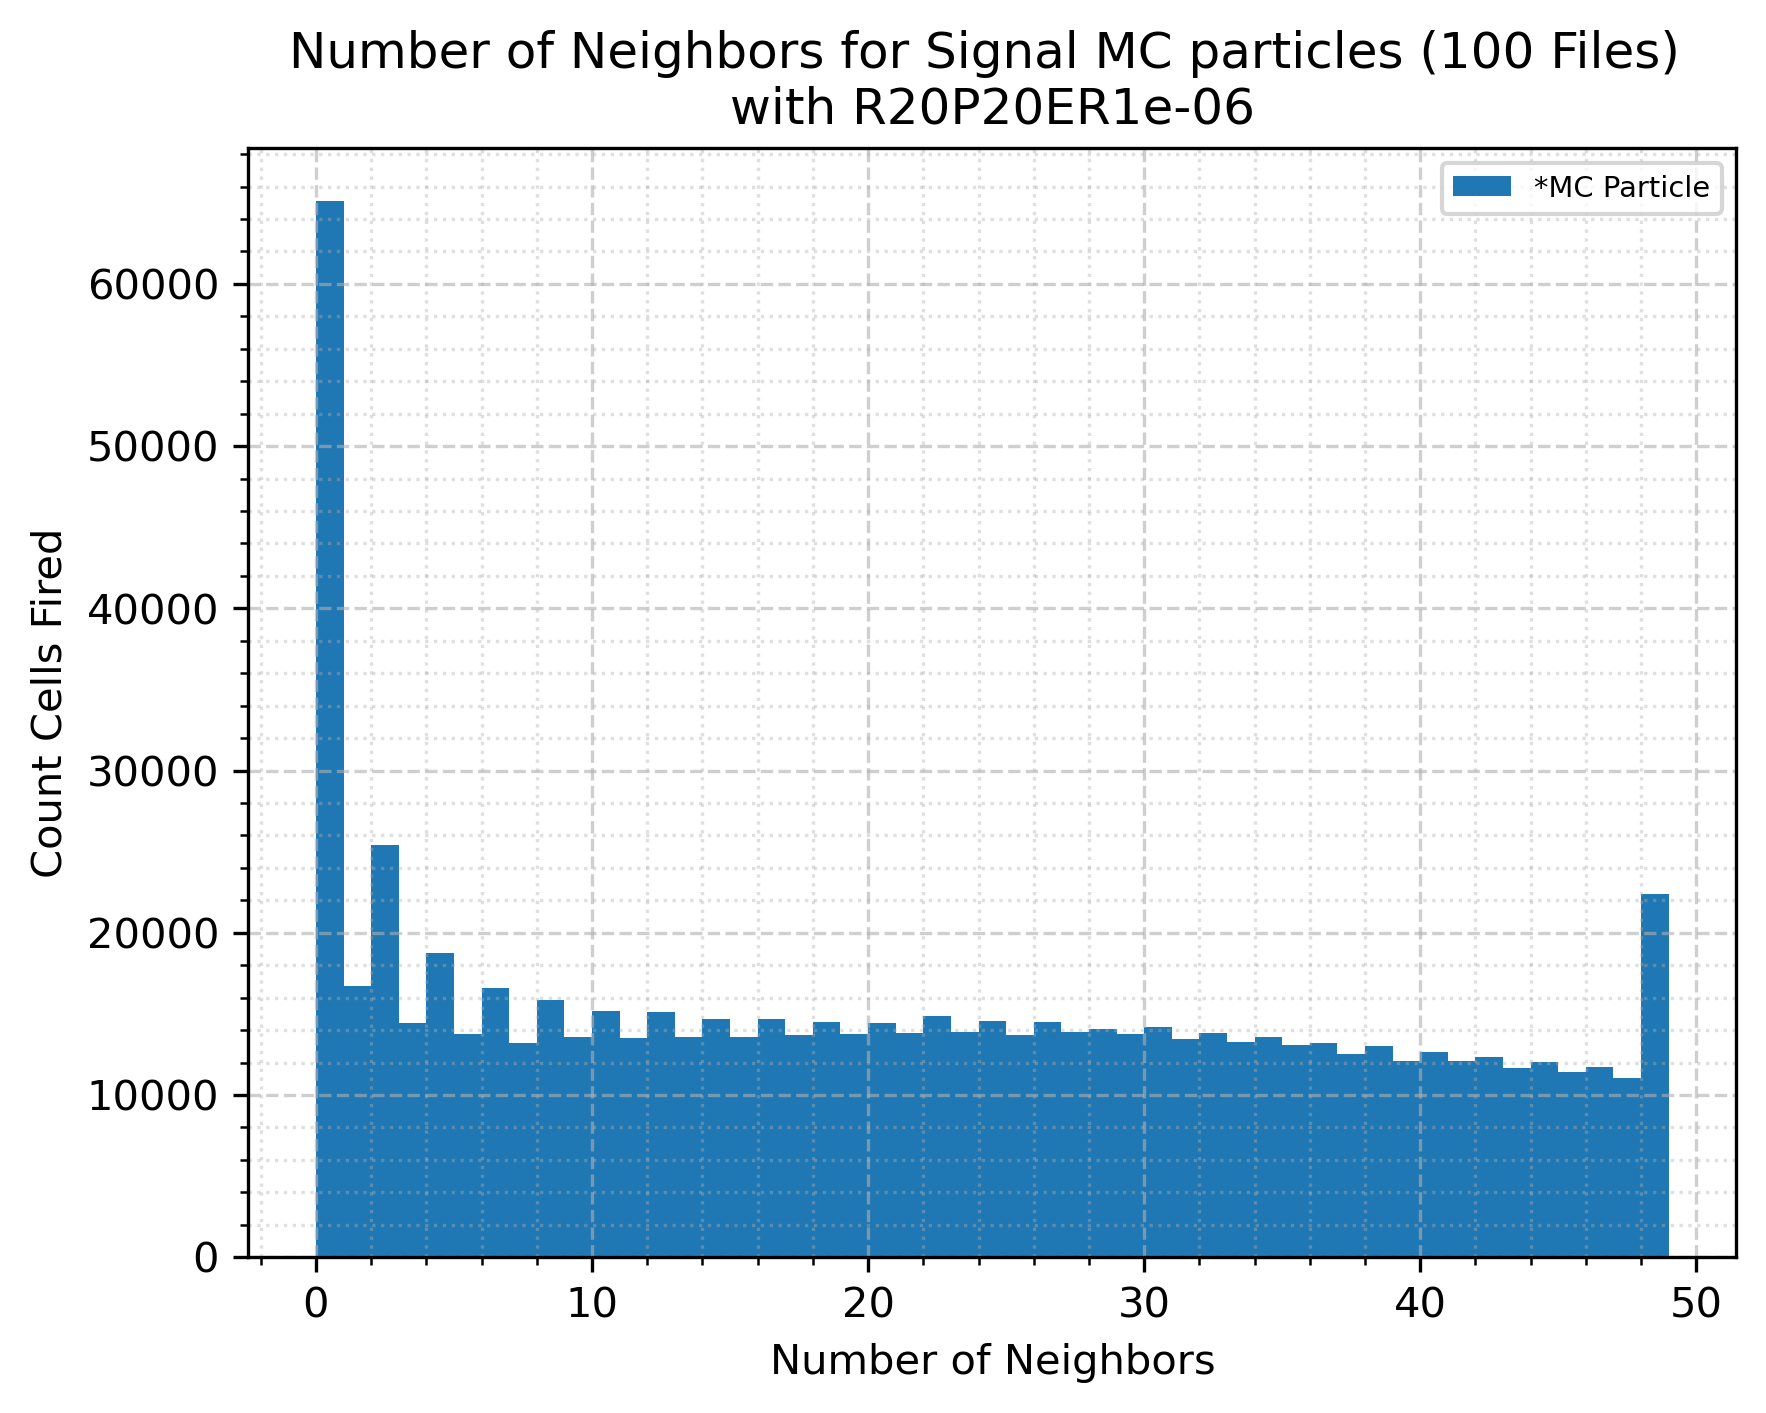 Number of Neighbors for Signal MC particles (100 Files)
with R20P20ER1e-06
*MC Particle
Count Cells Fired
60000
50000
40000
30000
20000
10000
0
0 10 20 30 40 50
Number of Neighbors